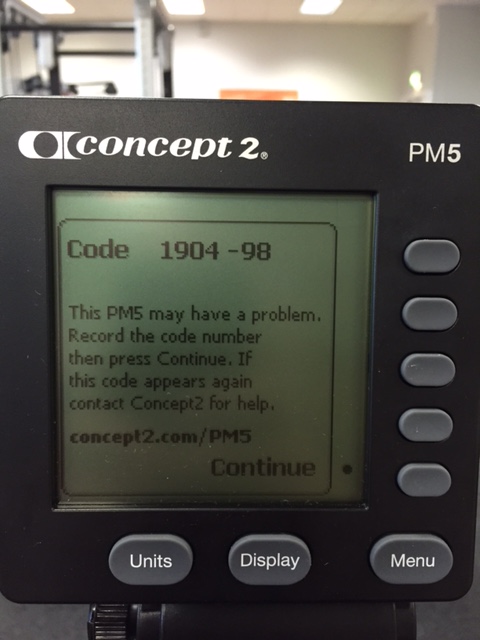 concept 2®
PM5
Code 1904 -98
This PM5 may have a problem.
Record the code number
then press Continue. If
this code appears again
contact Concept2 for help.
concept2.com/PM5
Continue
Units
Display
Menu